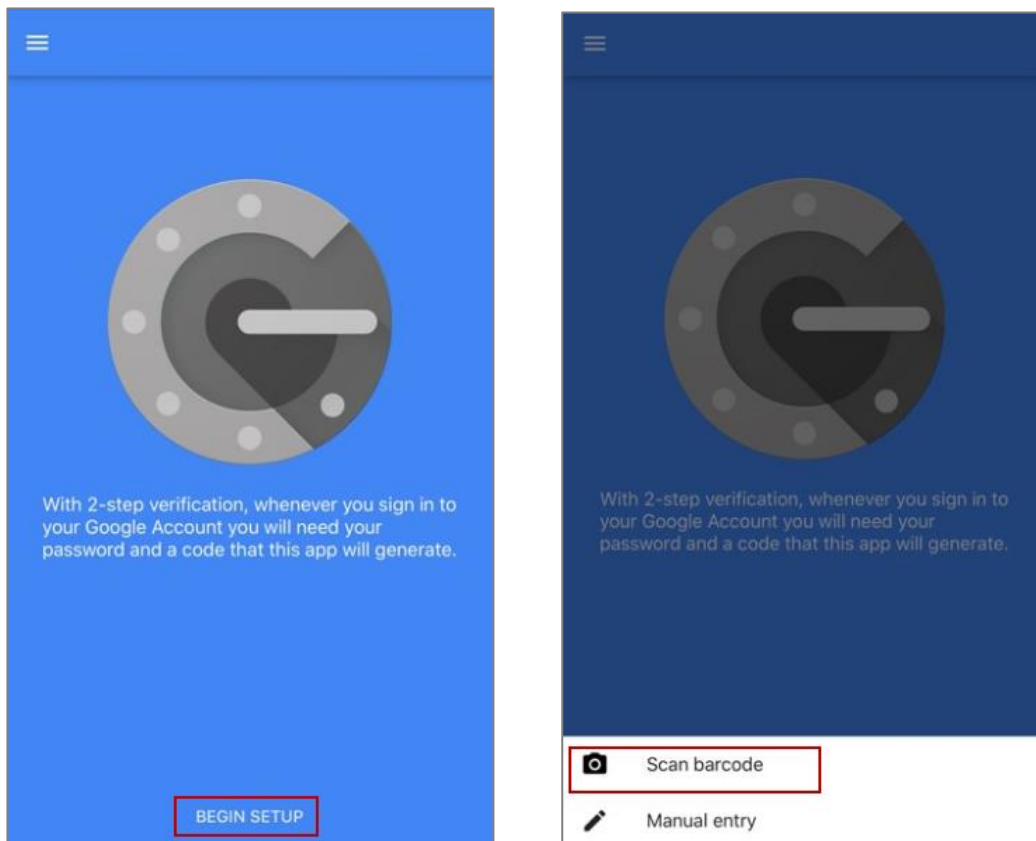 With 2-step verification, whenever you sign in to
your Google Account you will need your
password and a code that this app will generate.
BEGIN SETUP
With 2-step verification, whenever you sign in to
your Google Account you will need your
password and a code that this app will generate.
Scan barcode
Manual entry